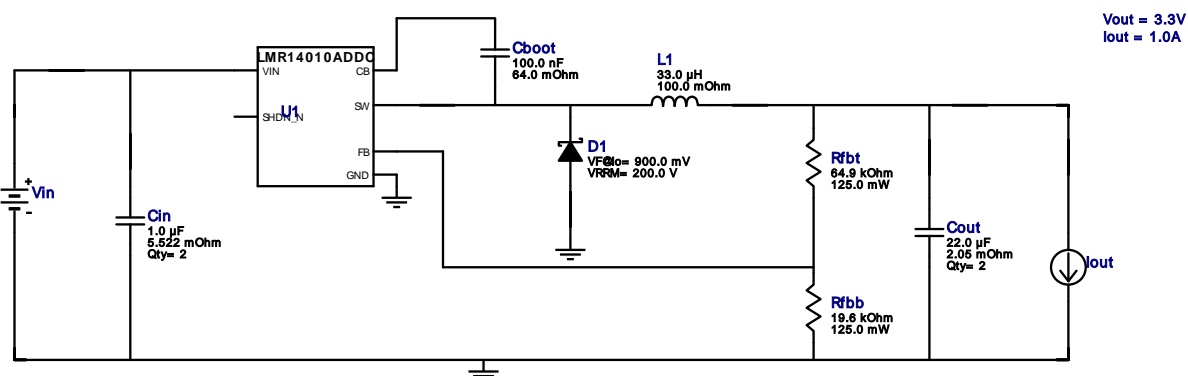 Vout = 3.3V
Iout = 1.0A
LMR14010ADDC
VIN
CB
SW
SHDN_N
U1
FB
GND
Cboot
100.0 nF
64.0 mOhm
L1
33.0 µH
100.0 mOhm
D1
VF@Io= 900.0 mV
VRRM= 200.0 V
Rfbt
64.9 kOhm
125.0 mW
Vin
+
-
Cin
1.0 µF
5.522 mOhm
Qty= 2
Cout
22.0 µF
2.05 mOhm
Qty= 2
Iout
Rfbb
19.6 kOhm
125.0 mW